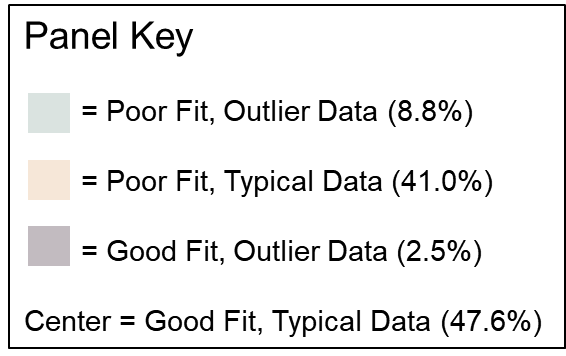 Panel Key
= Poor Fit, Outlier Data (8.8%)
= Poor Fit, Typical Data (41.0%)
= Good Fit, Outlier Data (2.5%)
Center = Good Fit, Typical Data (47.6%)